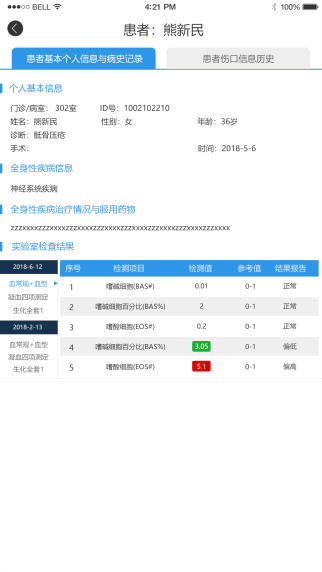 BELL 4:21 PM 100%
患者：熊新民
患者基本个人信息与病史记录 患者伤口信息历史
个人基本信息
门诊/病室： 302室 ID号：1002102210
姓名：熊新民 性别：女 年龄：36岁
诊断：骶骨压疮
手术： 时间：2018-5-6
全身性疾病信息
神经系统疾病
全身性疾病治疗情况与服用药物
实验室检查结果
2018-6-12 序号 检测项目 检测值 参考值 结果报告
血常规+血型 1 嗜碱细胞(BAS#) 0.01 0-1 正常
凝血四项测定 2 嗜碱细胞百分比(BAS%) 2 0-1 正常
生化全套1
2018-2-13 3 嗜酸细胞(EOS#) 0.2 0-1 正常
血常规+血型 4 嗜碱细胞百分比(BAS%) 3.05 0-1 偏低
凝血四项测定
生化全套1 5 嗜酸细胞(EOS#) 5.1 0-1 偏高